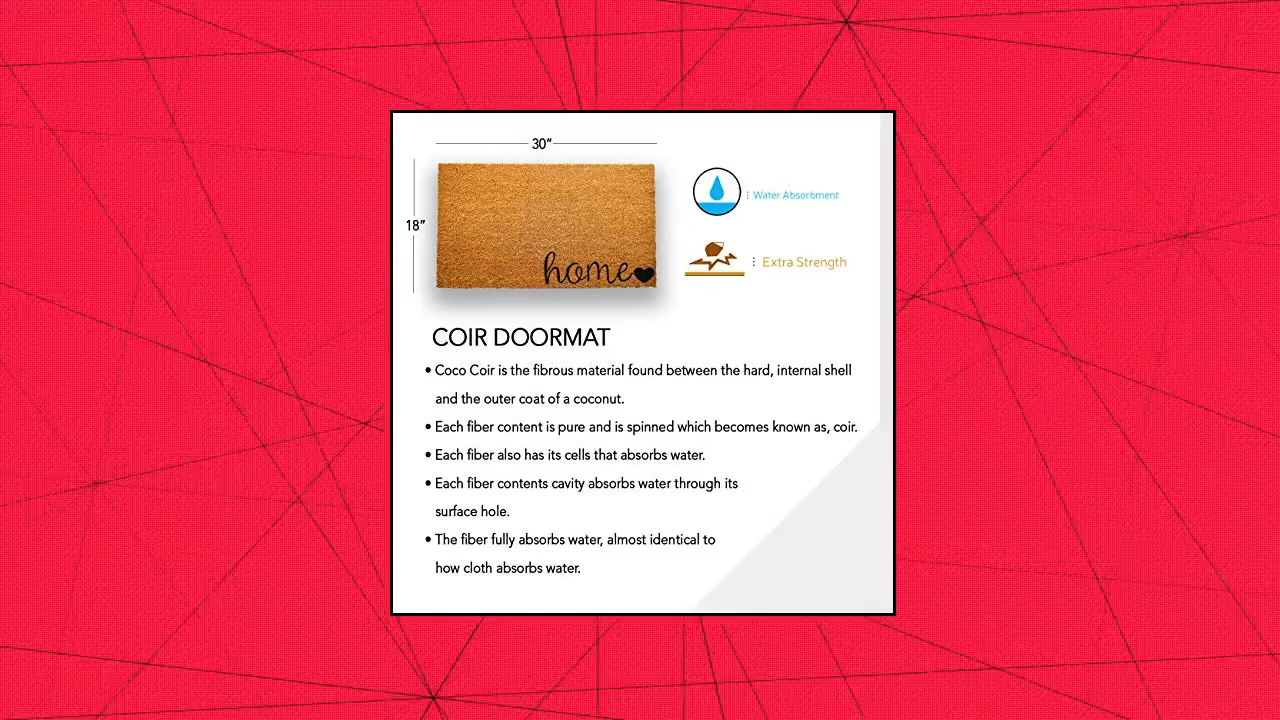 30"
18"
home
Water Absorbment
Extra Strength
COIR DOORMAT
• Coco Coir is the fibrous material found between the hard, internal shell
and the outer coat of a coconut.
• Each fiber content is pure and is spinned which becomes known as, coir.
• Each fiber also has its cells that absorbs water.
• Each fiber contents cavity absorbs water through its
surface hole.
• The fiber fully absorbs water, almost identical to
how cloth absorbs water.